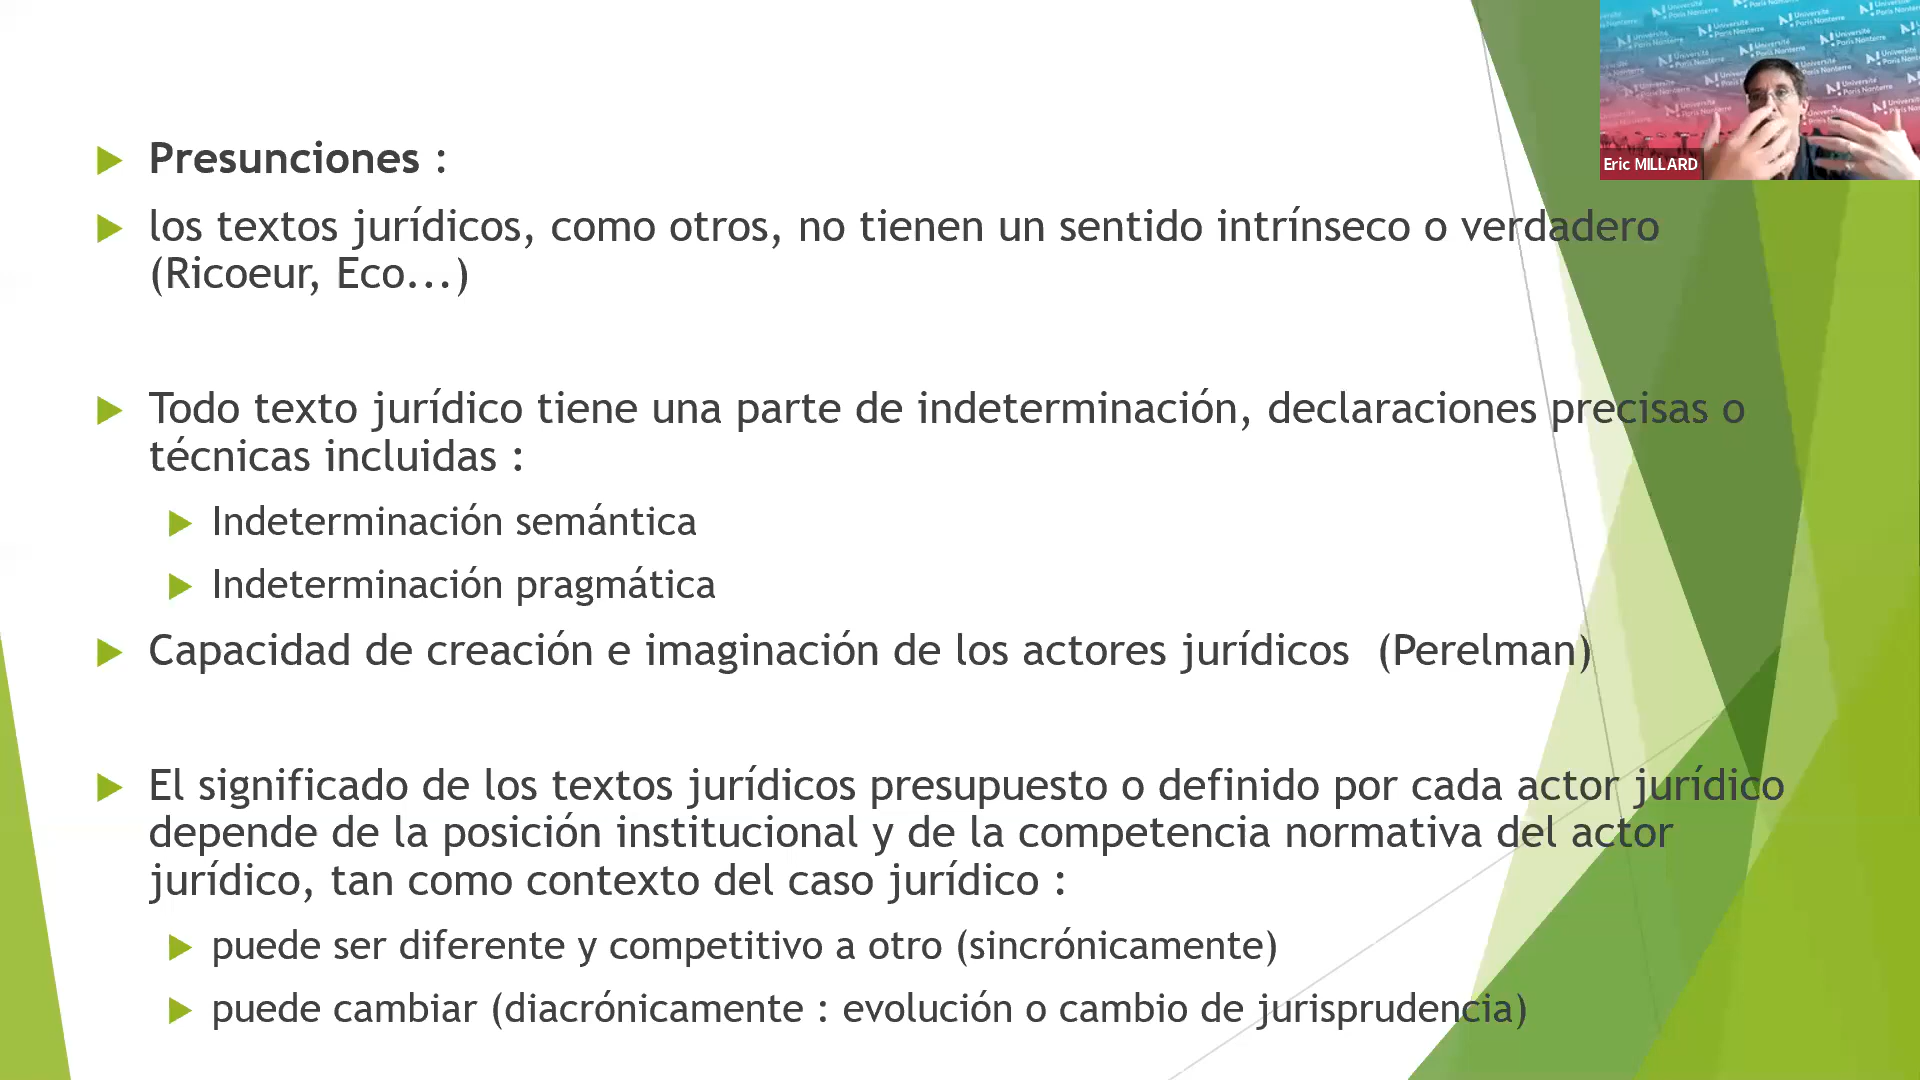 Presunciones :
los textos jurídicos, como otros, no tienen un sentido intrínseco o verdadero
(Ricoeur, Eco...)
Todo texto jurídico tiene una parte de indeterminación, declaraciones precisas o
técnicas incluidas :
Indeterminación semántica
Indeterminación pragmática
Capacidad de creación e imaginación de los actores jurídicos  (Perelman)
El significado de los textos jurídicos presupuesto o definido por cada actor jurídico
depende de la posición institucional y de la competencia normativa del actor
jurídico, tan como contexto del caso jurídico :
puede ser diferente y competitivo a otro (sincrónicamente)
puede cambiar (diacrónicamente : evolución o cambio de jurisprudencia)
Université
Paris Nanterre
Eric MILLARD